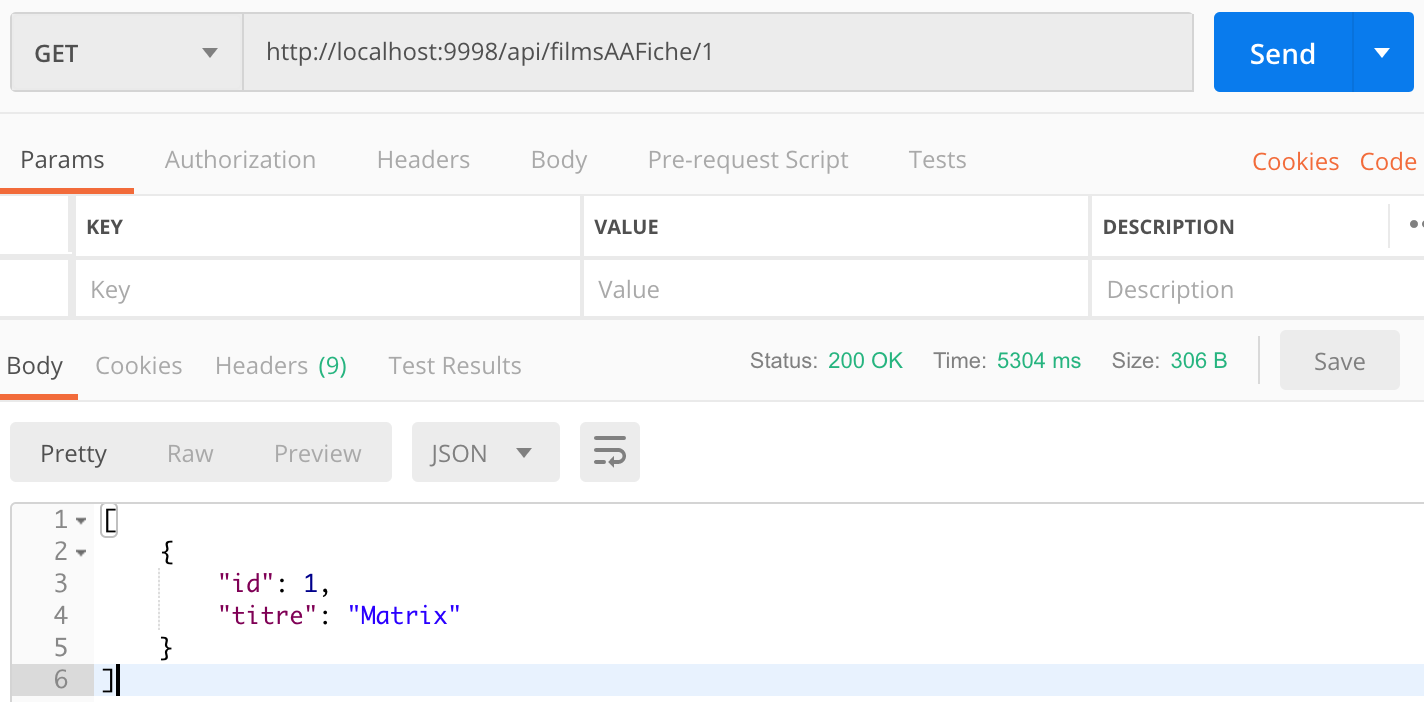 GET http://localhost:9998/api/filmsAAFiche/1 Send
Params Authorization Headers Body Pre-request Script Tests Cookies Code
KEY VALUE DESCRIPTION
Key Value Description
Body Cookies Headers (9) Test Results Status: 200 OK Time: 5304 ms Size: 306 B Save
Pretty Raw Preview JSON
1 [
2 {
3 "id": 1,
4 "titre": "Matrix"
5 }
6 ]